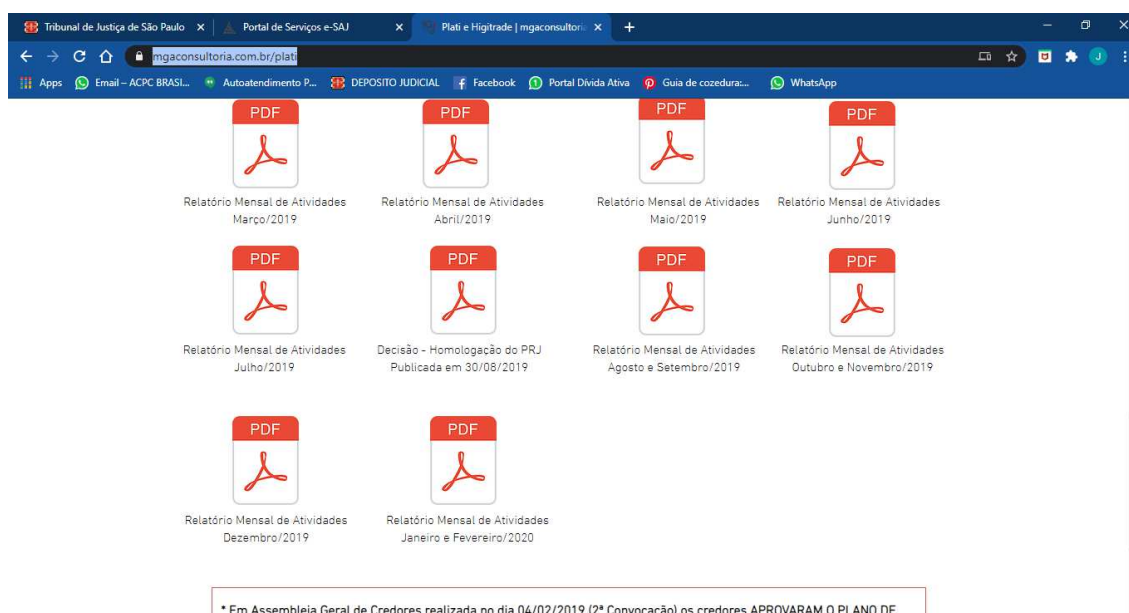 Tribunal de Justiça de São Paulo
Portal de Serviços e-SAJ
Plati e Higitrade | mgaconsultori
mgaconsultoria.com.br/plati
J
Apps
Email – ACPC BRASI...
Autoatendimento P...
DEPOSITO JUDICIAL
Facebook
Portal Dívida Ativa
Guia de cozedura:...
WhatsApp
PDF
PDF
PDF
PDF
Relatório Mensal de Atividades
Março/2019
Relatório Mensal de Atividades
Abril/2019
Relatório Mensal de Atividades
Maio/2019
Relatório Mensal de Atividades
Junho/2019
PDF
PDF
PDF
PDF
Relatório Mensal de Atividades
Julho/2019
Decisão - Homologação do PRJ
Publicada em 30/08/2019
Relatório Mensal de Atividades
Agosto e Setembro/2019
Relatório Mensal de Atividades
Outubro e Novembro/2019
PDF
PDF
Relatório Mensal de Atividades
Dezembro/2019
Relatório Mensal de Atividades
Janeiro e Fevereiro/2020
* Em Assembleia Geral de Credores realizada no dia 04/02/2019 (2ª Convocação) os credores APROVARAM O PLANO DE